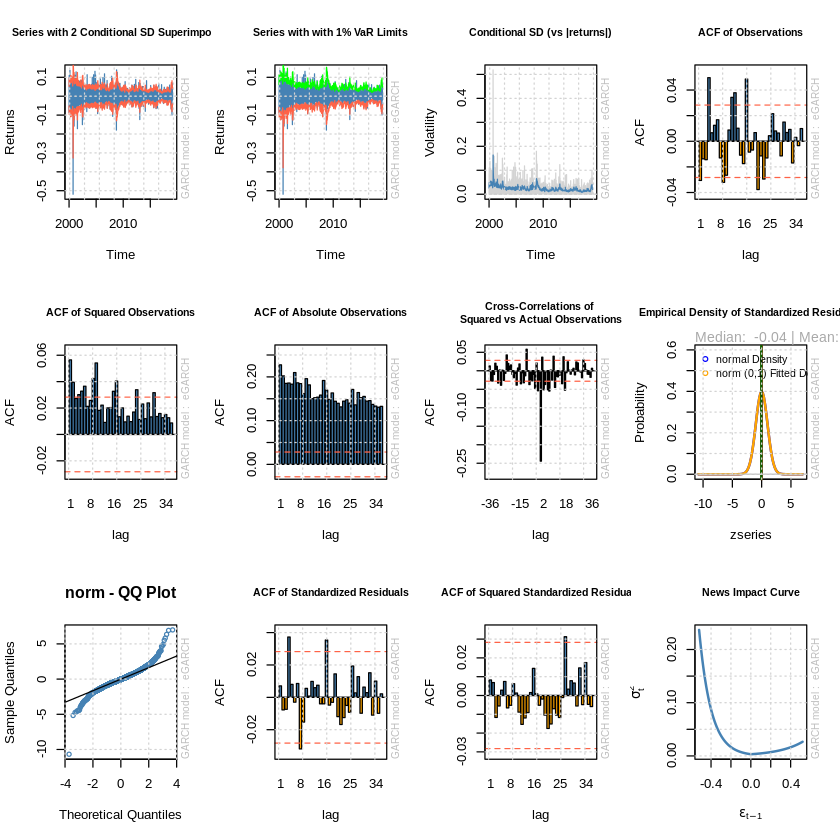 Series with 2 Conditional SD Superimpo
Returns
0.1
-0.1
-0.3
-0.5
2000
2010
Time
GARCH model : eGARCH
Series with with 1% VaR Limits
Returns
0.1
-0.1
-0.3
-0.5
2000
2010
Time
GARCH model : eGARCH
Conditional SD (vs |returns|)
Volatility
0.4
0.2
0.0
2000
2010
Time
GARCH model : eGARCH
ACF of Observations
ACF
0.04
0.00
-0.04
1 8 16 25 34
lag
GARCH model : eGARCH
ACF of Squared Observations
ACF
0.06
0.02
-0.02
1 8 16 25 34
lag
GARCH model : eGARCH
ACF of Absolute Observations
ACF
0.20
0.10
0.00
1 8 16 25 34
lag
GARCH model : eGARCH
Cross-Correlations of
Squared vs Actual Observations
ACF
0.05
-0.10
-0.25
-36 -15 2 18 36
lag
GARCH model : eGARCH
Empirical Density of Standardized Resid
Median: -0.04 | Mean:
normal Density
norm (0,1) Fitted D
Probability
0.6
0.4
0.2
0.0
-10 -5 0 5
zseries
GARCH model : eGARCH
norm - QQ Plot
Sample Quantiles
5
0
-5
-10
-4 -2 0 2 4
Theoretical Quantiles
GARCH model : eGARCH
ACF of Standardized Residuals
ACF
0.02
-0.02
1 8 16 25 34
lag
GARCH model : eGARCH
ACF of Squared Standardized Residua
ACF
0.02
0.00
-0.03
1 8 16 25 34
lag
GARCH model : eGARCH
News Impact Curve
σ²ₜ
0.20
0.10
0.00
-0.4 0.0 0.4
εₜ₋₁
GARCH model : eGARCH